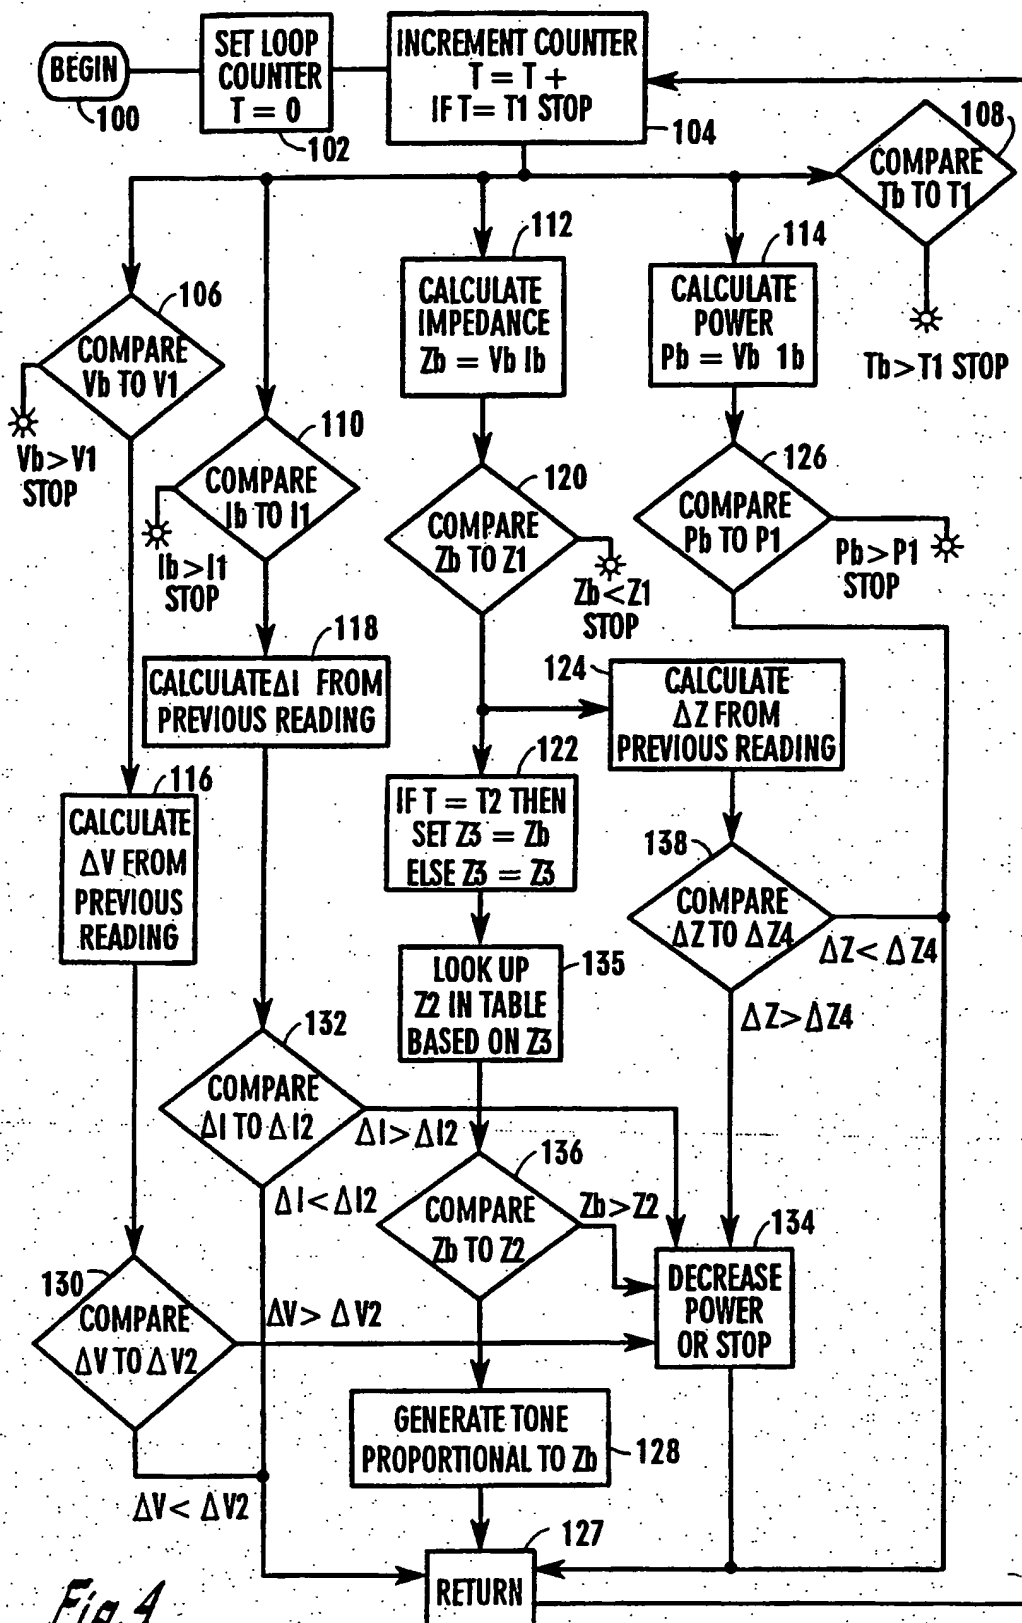 BEGIN
100
SET LOOP
COUNTER
T = 0
102
INCREMENT COUNTER
T = T +
IF T= T1 STOP
104
COMPARE
Tb TO T1
108
Tb>T1 STOP
COMPARE
Vb TO V1
106
Vb>V1
STOP
COMPARE
Ib TO I1
110
Ib>I1
STOP
CALCULATE
IMPEDANCE
Zb = Vb Ib
112
CALCULATE
POWER
Pb = Vb 1b
114
COMPARE
Zb TO Z1
120
Zb<Z1
STOP
COMPARE
Pb TO P1
126
Pb>P1
STOP
CALCULATE ΔI FROM
PREVIOUS READING
118
CALCULATE
ΔZ FROM
PREVIOUS READING
124
CALCULATE
ΔV FROM
PREVIOUS
READING
116
IF T = T2 THEN
SET Z3 = Zb
ELSE Z3 = Z3
122
COMPARE
ΔZ TO ΔZ4
138
ΔZ< ΔZ4
ΔZ>ΔZ4
LOOK UP
Z2 IN TABLE
BASED ON Z3
135
COMPARE
ΔI TO ΔI2
132
ΔI>ΔI2
ΔI<ΔI2
COMPARE
Zb TO Z2
136
Zb>Z2
DECREASE
POWER
OR STOP
134
COMPARE
ΔV TO ΔV2
130
ΔV> ΔV2
ΔV< ΔV2
GENERATE TONE
PROPORTIONAL TO Zb
128
RETURN
127
Fig. 4